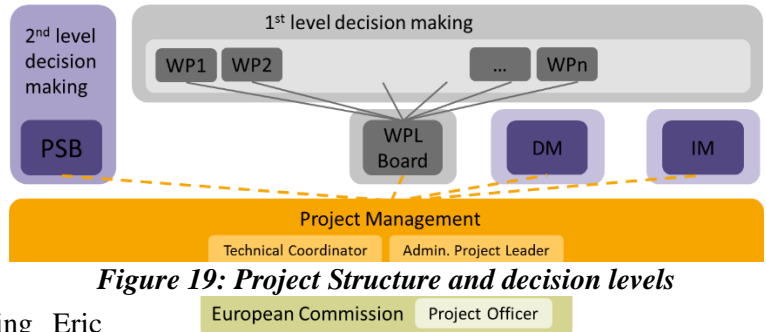 2nd level
decision
making
PSB
1st level decision making
WP1 WP2 ... WPn
WPL
Board
DM
IM
Project Management
Technical Coordinator Admin. Project Leader
Figure 19: Project Structure and decision levels
ing Eric
European Commission Project Officer